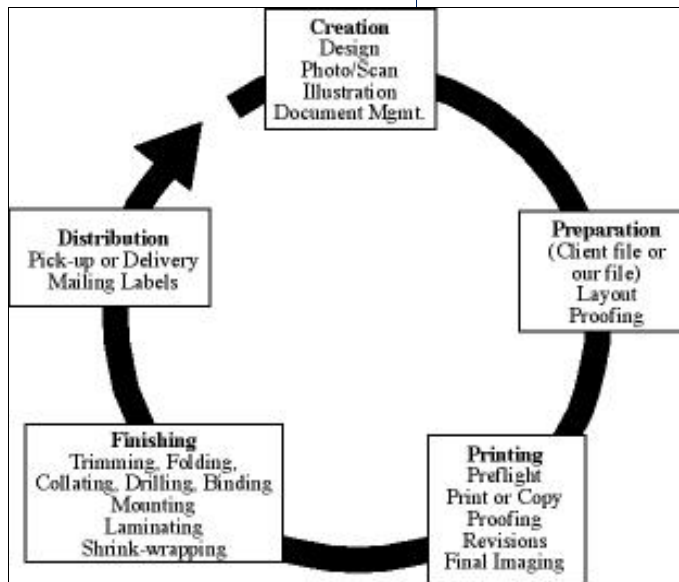 Creation
Design
Photo/Scan
Illustration
Document Mgmt.
Preparation
(Client file or
our file)
Layout
Proofing
Printing
Preflight
Print or Copy
Proofing
Revisions
Final Imaging
Finishing
Trimming, Folding,
Collating, Drilling, Binding
Mounting
Laminating
Shrink-wrapping
Distribution
Pick-up or Delivery
Mailing Labels